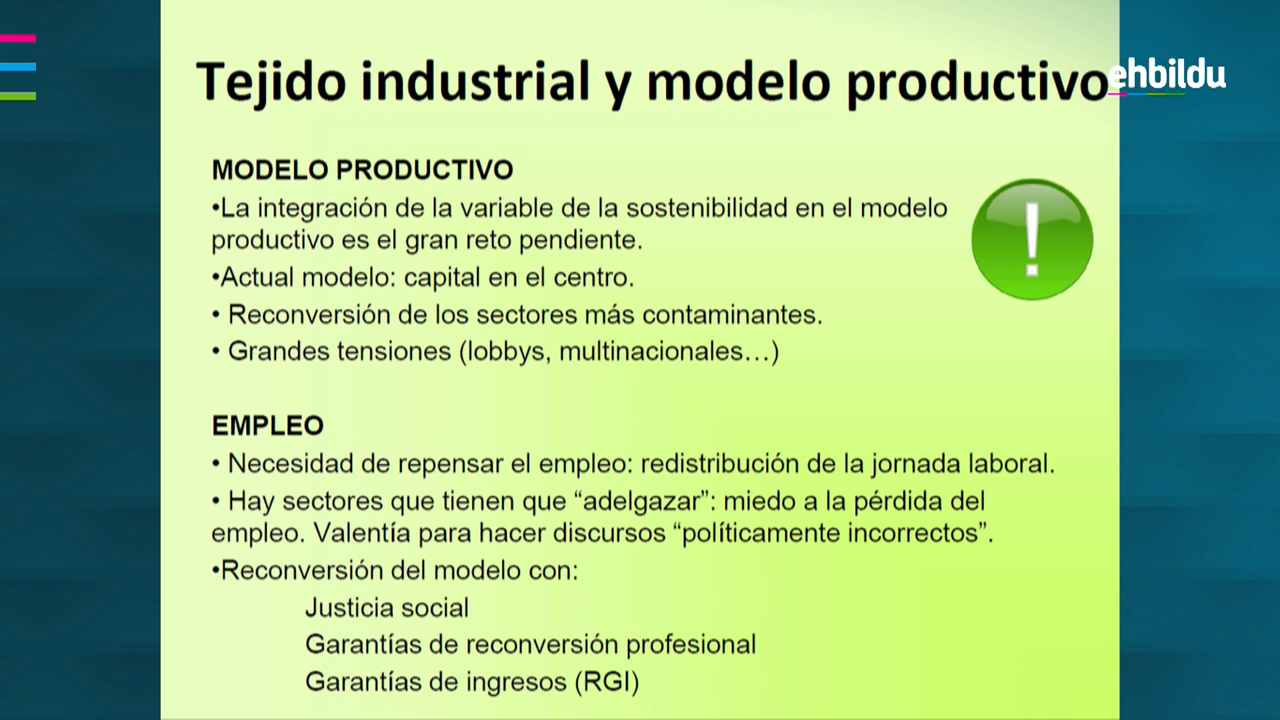 Tejido industrial y modelo productivo
ehbildu
MODELO PRODUCTIVO
•La integración de la variable de la sostenibilidad en el modelo
productivo es el gran reto pendiente.
•Actual modelo: capital en el centro.
• Reconversión de los sectores más contaminantes.
• Grandes tensiones (lobbys, multinacionales…)
EMPLEO
• Necesidad de repensar el empleo: redistribución de la jornada laboral.
• Hay sectores que tienen que “adelgazar”: miedo a la pérdida del
empleo. Valentía para hacer discursos “políticamente incorrectos”.
•Reconversión del modelo con:
Justicia social
Garantías de reconversión profesional
Garantías de ingresos (RGI)